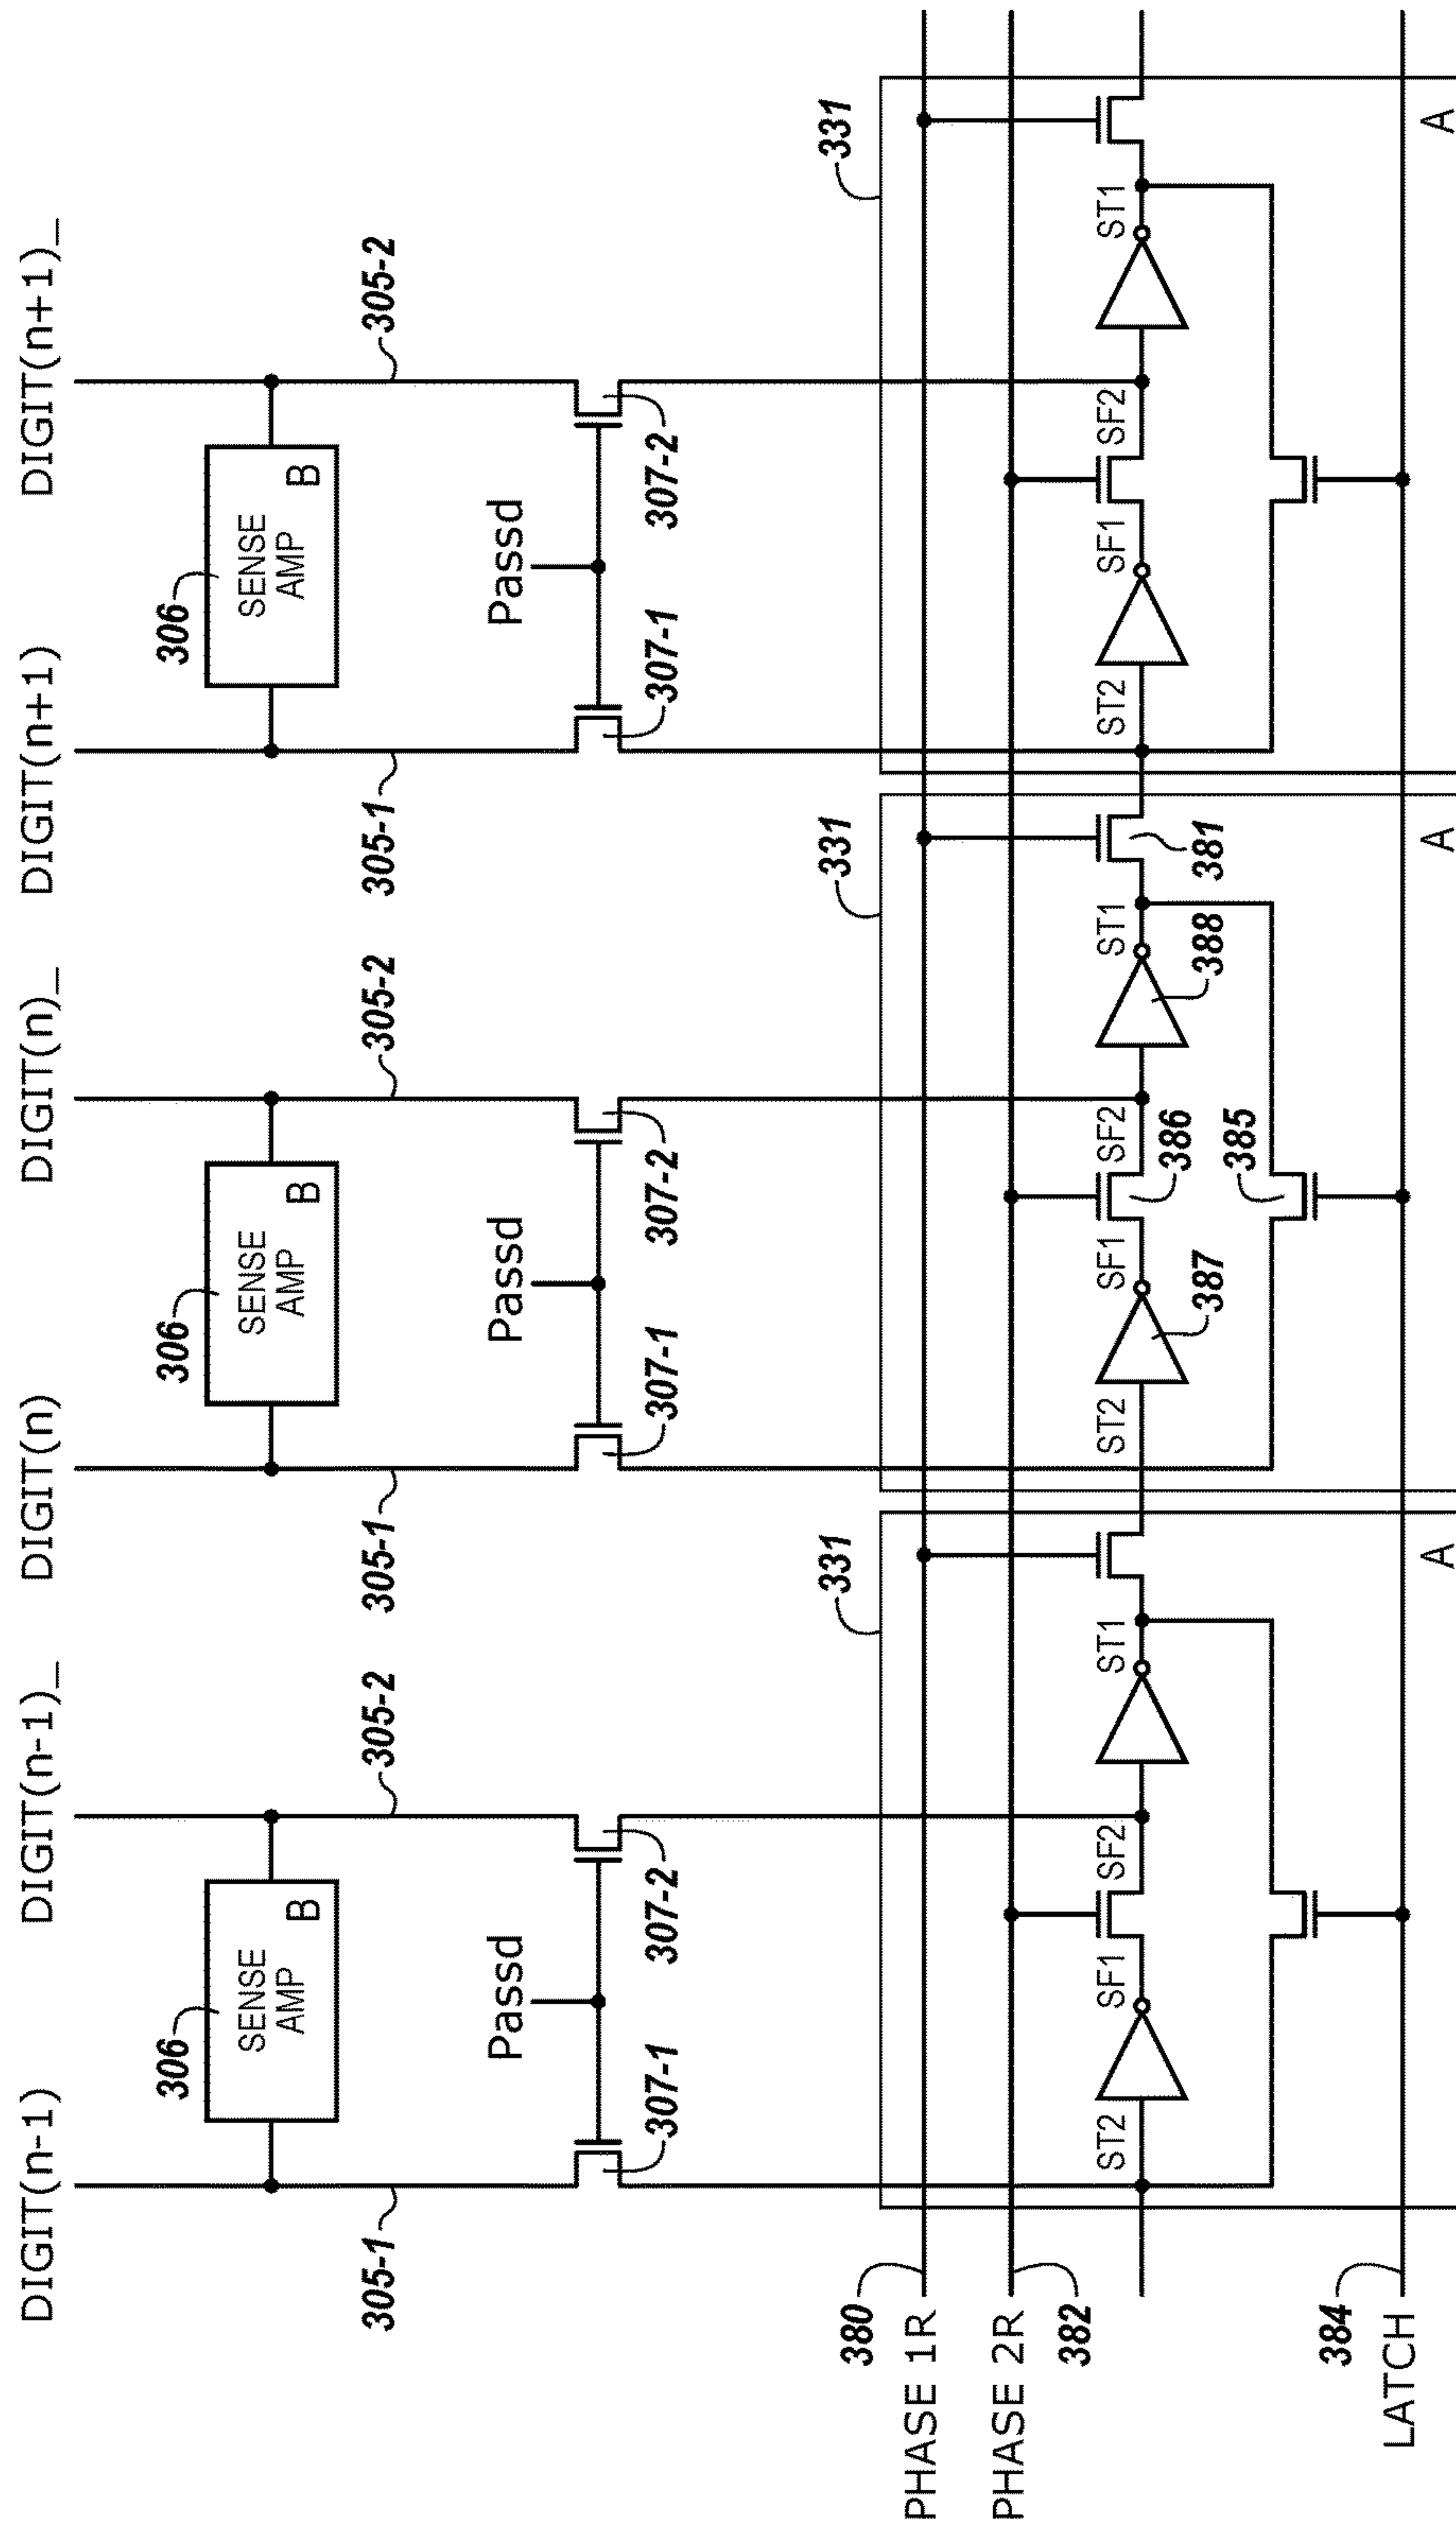 DIGIT(n-1)
DIGIT(n-1)_
DIGIT(n)
DIGIT(n)_
DIGIT(n+1)
DIGIT(n+1)_
306
SENSE
AMP
B
306
SENSE
AMP
B
306
SENSE
AMP
B
305-1
305-2
305-1
305-2
305-1
305-2
Passd
Passd
Passd
307-1
307-2
307-1
307-2
307-1
307-2
331
331
331
380
PHASE 1R
PHASE 2R
382
ST2
SF1
SF2
ST1
ST2
SF1
SF2
ST1
ST2
SF1
SF2
ST1
387
386
388
381
385
384
LATCH
A
A
A